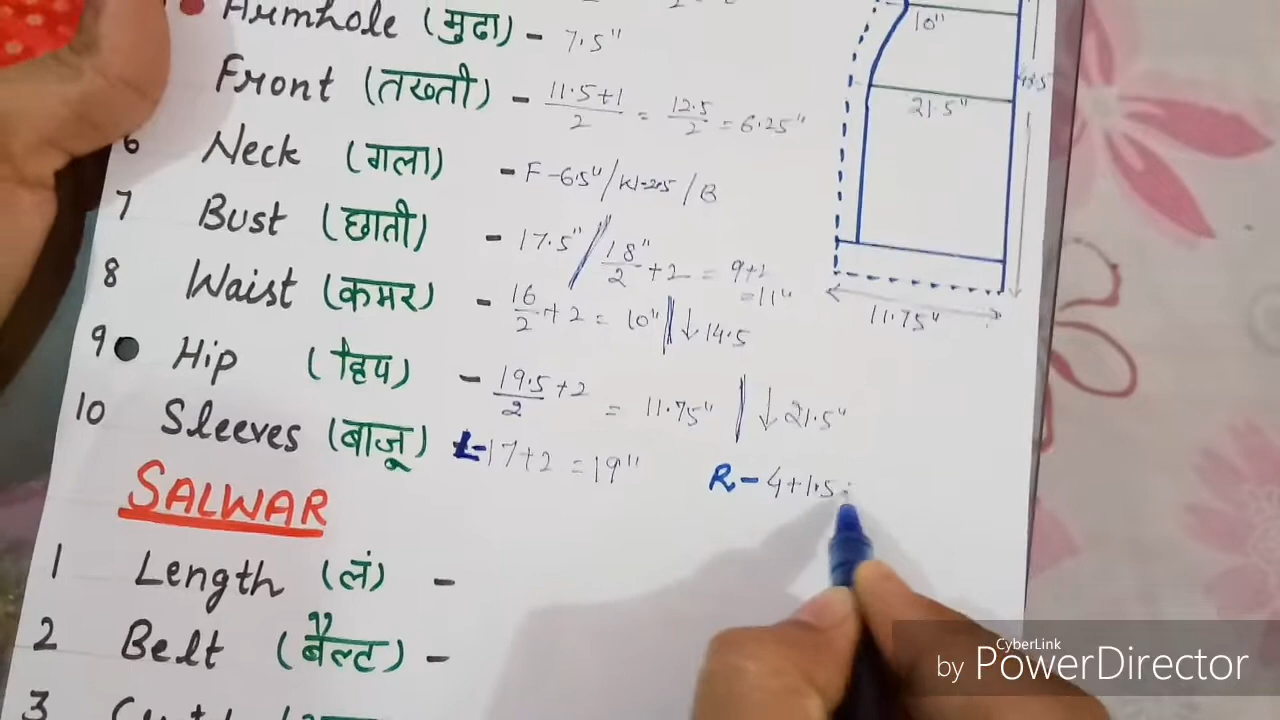 Armhole (मुढा) - 7.5"
Front (तख्ती) - 11.5+1/2 = 12.5/2 = 6.25"
6 Neck (गला) - F-6.5"/W-2.5/B
7 Bust (छाती) - 17.5" / 18"/2 +2 = 9+2
=11"
8 Waist (कमर) - 16/2 +2 = 10" ↓14.5
9 Hip (हिप) - 19.5/2 +2 = 11.75" ↓21.5"
10 Sleeves (बाजू) L-17+2 =19" R-4+1.5
SALWAR
1 Length (लं) -
2 Belt (बैल्ट) -
3
10"
21.5"
11.75"
CyberLink
by PowerDirector